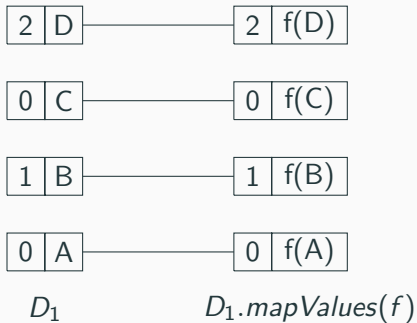 2 D 2 f(D)
0 C 0 f(C)
1 B 1 f(B)
0 A 0 f(A)
D₁ D₁.mapValues(f)